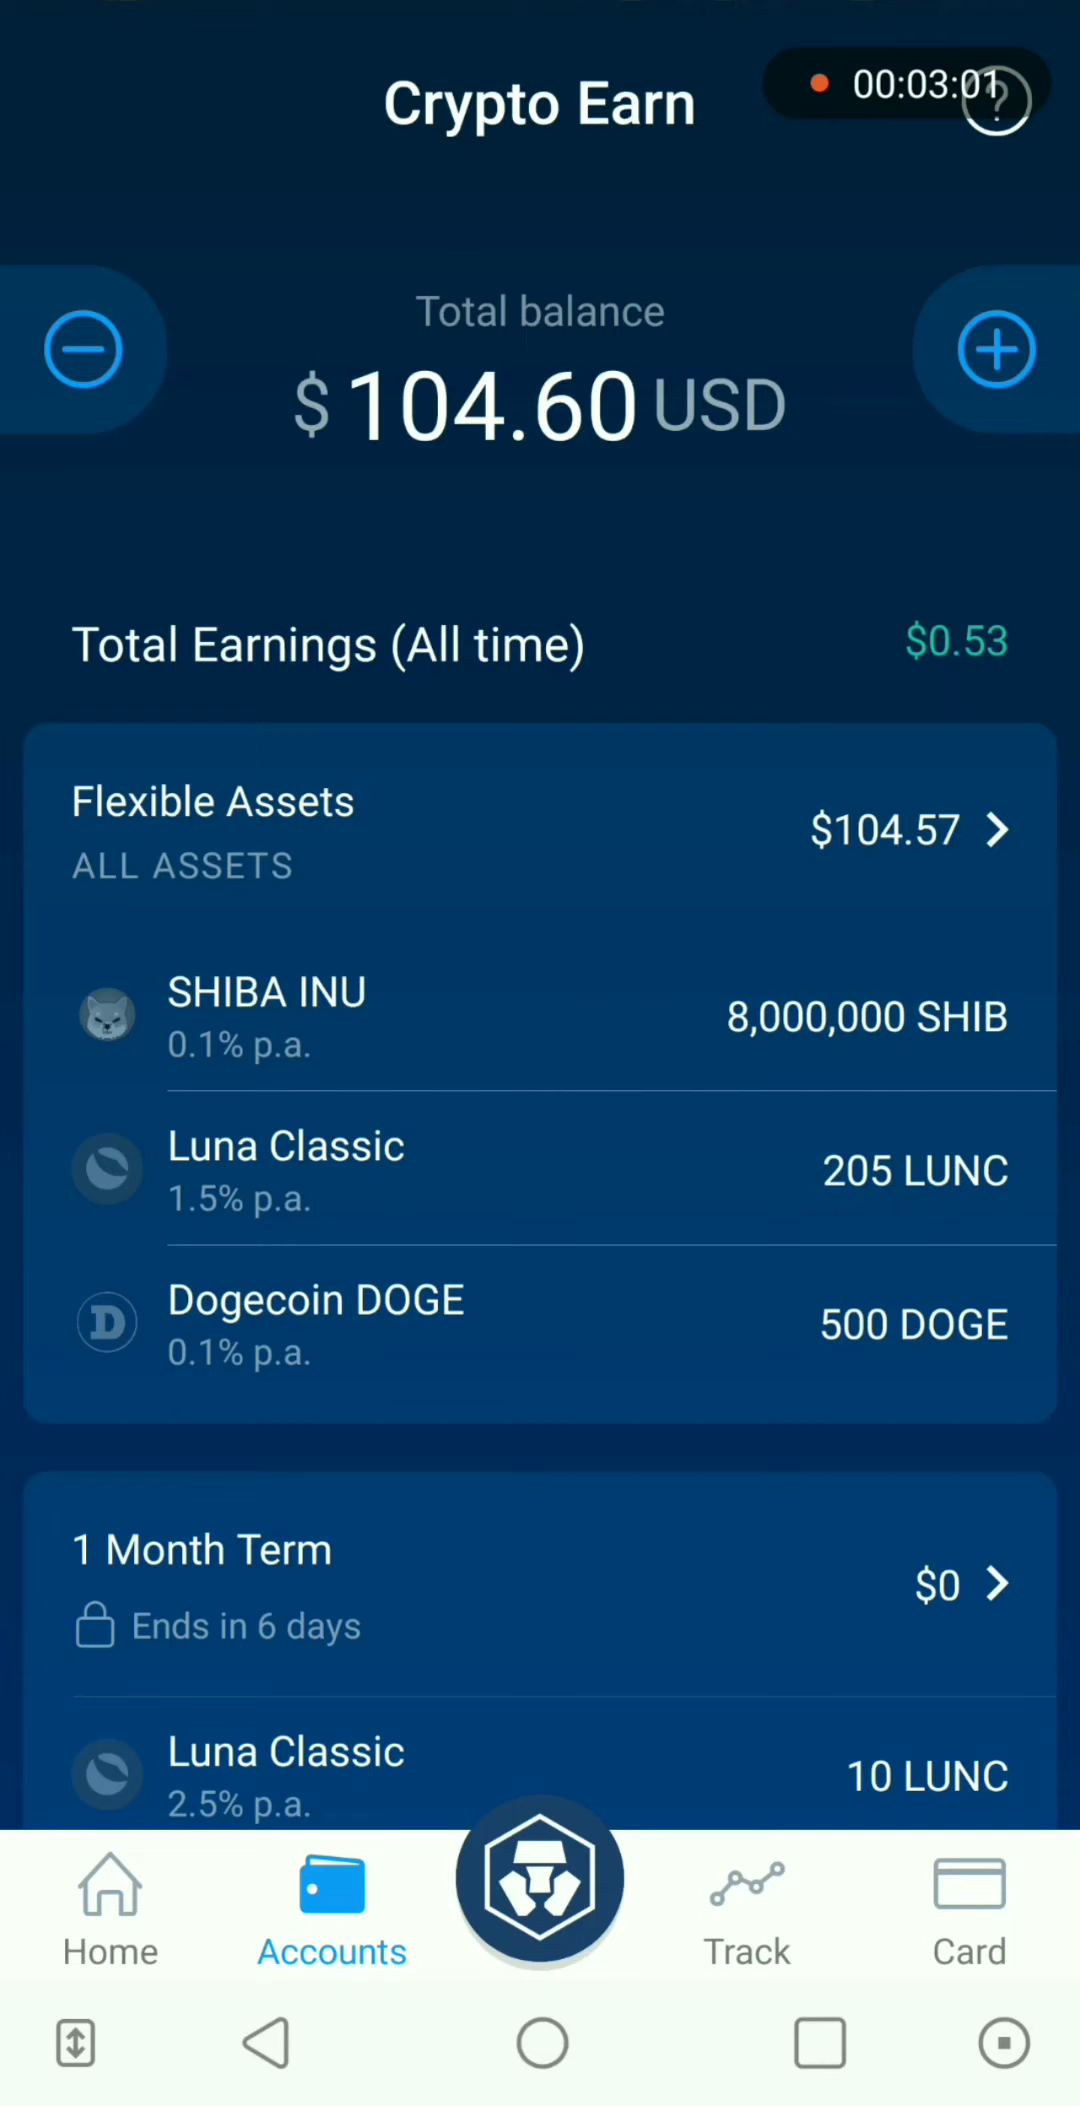 Crypto Earn
00:03:01
?
Total balance
$ 104.60 USD
Total Earnings (All time)
$0.53
Flexible Assets
ALL ASSETS
$104.57
SHIBA INU
0.1% p.a.
8,000,000 SHIB
Luna Classic
1.5% p.a.
205 LUNC
Dogecoin DOGE
0.1% p.a.
500 DOGE
1 Month Term
Ends in 6 days
$0
Luna Classic
2.5% p.a.
10 LUNC
Home
Accounts
Track
Card